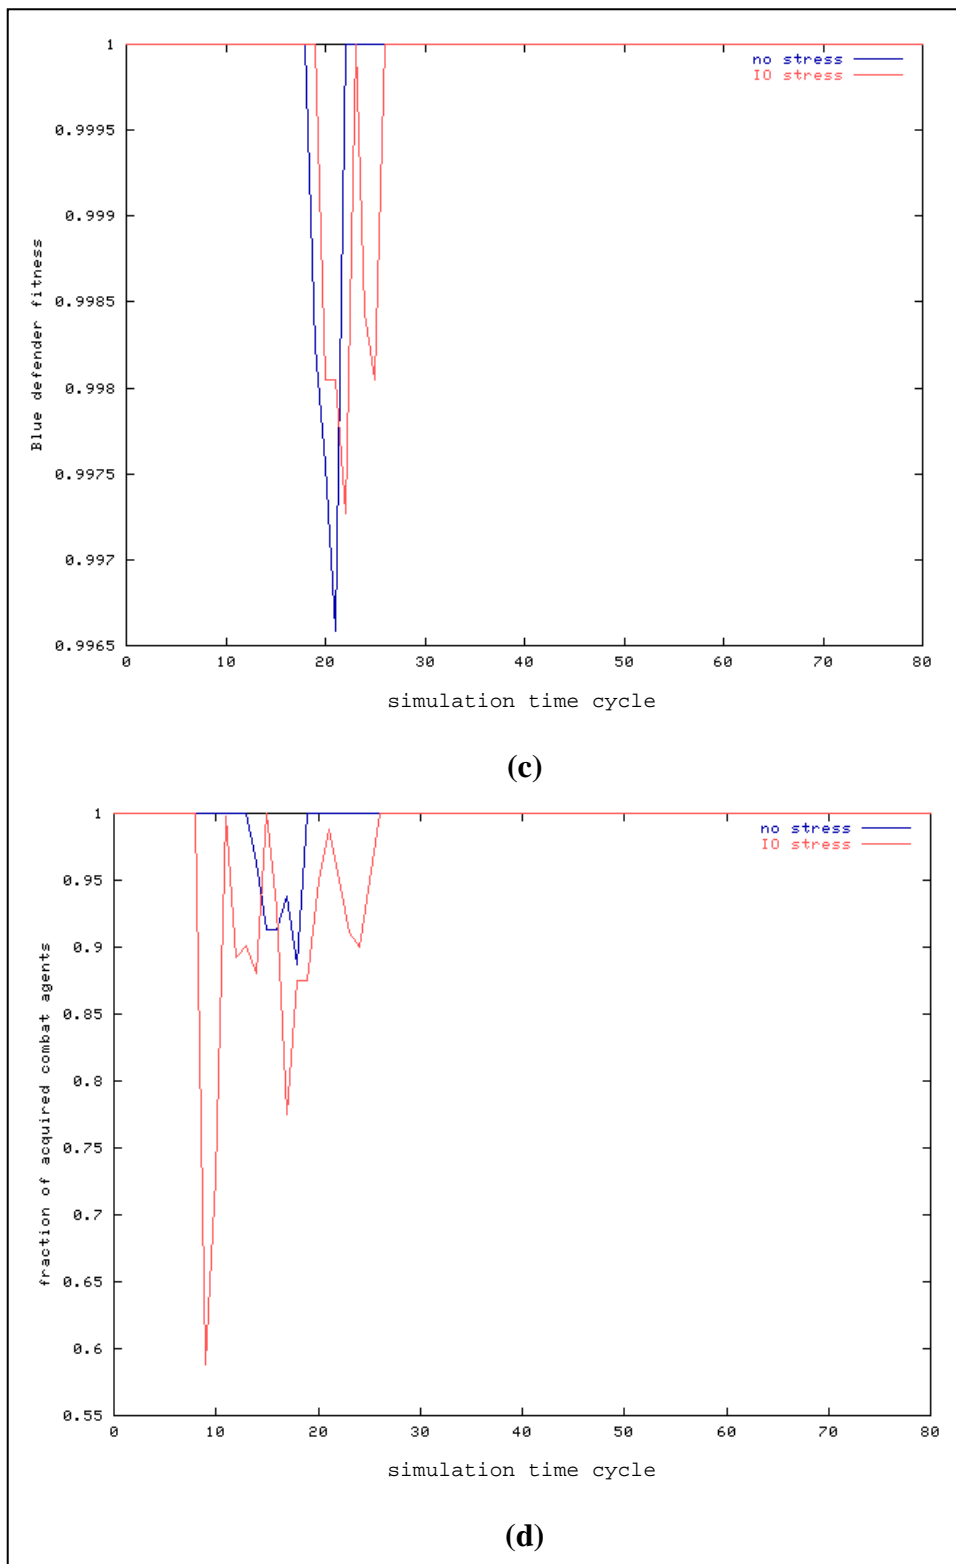 1
0.9995
0.999
0.9985
0.998
0.9975
0.997
0.9965
Blue defender fitness
no stress
IO stress
0 10 20 30 40 50 60 70 80
simulation time cycle
(c)
1
0.95
0.9
0.85
0.8
0.75
0.7
0.65
0.6
0.55
fraction of acquired combat agents
no stress
IO stress
0 10 20 30 40 50 60 70 80
simulation time cycle
(d)